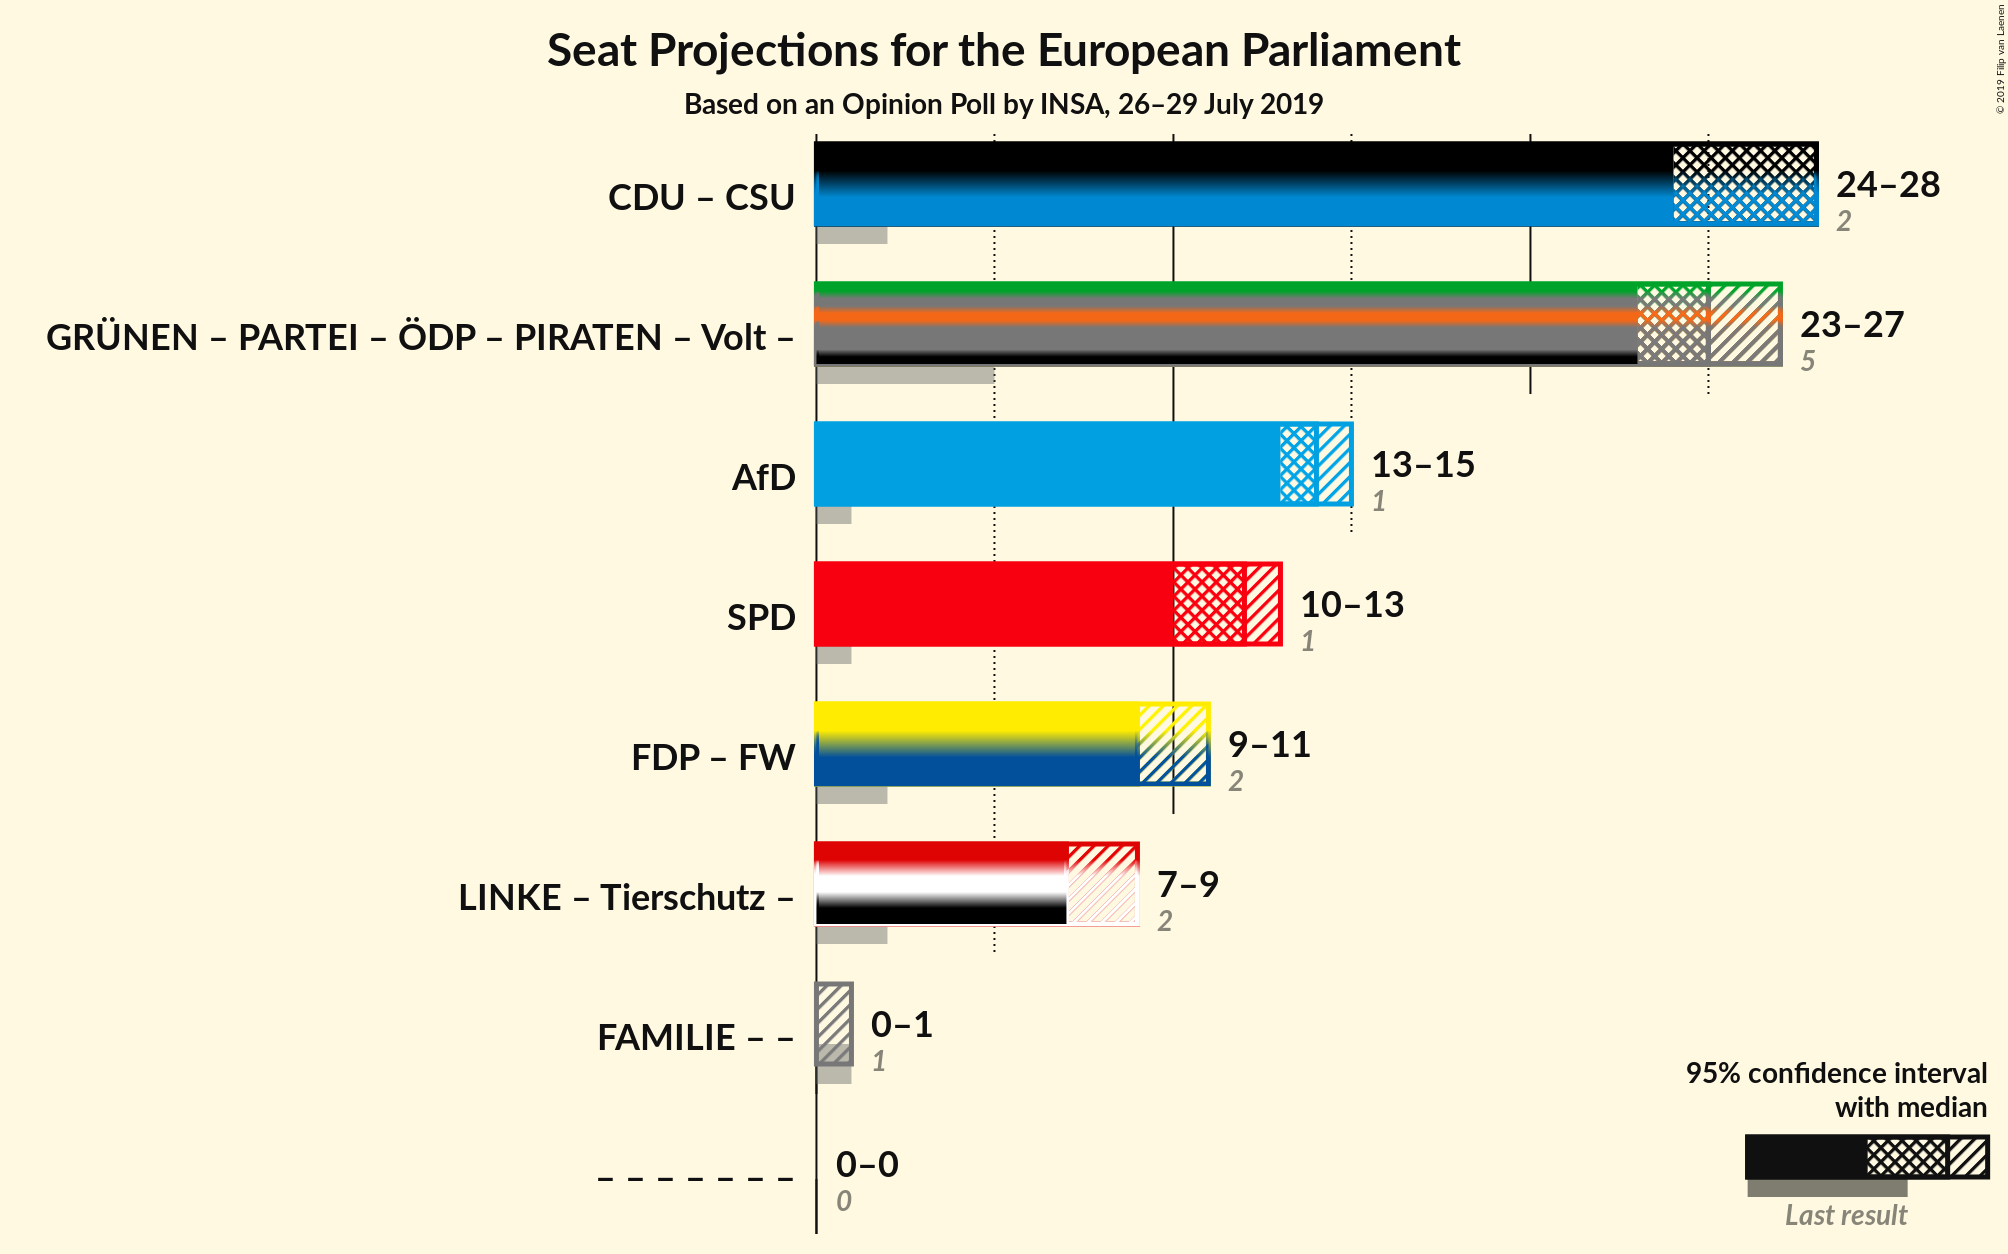 Seat Projections for the European Parliament
Based on an Opinion Poll by INSA, 26–29 July 2019
© 2019 Filip van Laenen
CDU – CSU
24–28
2
GRÜNEN – PARTEI – ÖDP – PIRATEN – Volt –
23–27
5
AfD
13–15
1
SPD
10–13
1
FDP – FW
9–11
2
LINKE – Tierschutz –
7–9
2
FAMILIE – –
0–1
1
– – – – – – –
0–0
0
95% confidence interval
with median
Last result